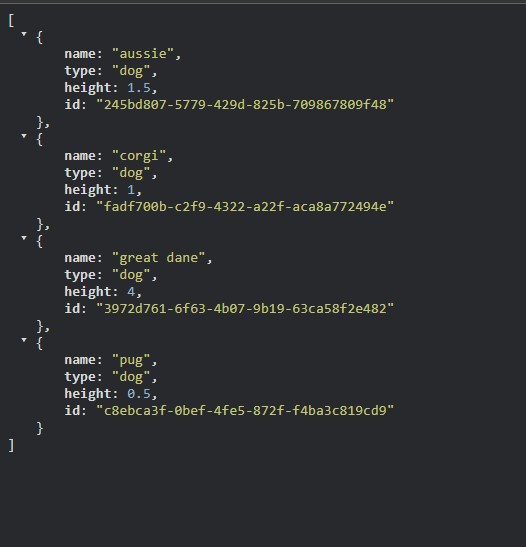 [
{
name: "aussie",
type: "dog",
height: 1.5,
id: "245bd807-5779-429d-825b-709867809f48"
},
{
name: "corgi",
type: "dog",
height: 1,
id: "fadf700b-c2f9-4322-a22f-aca8a772494e"
},
{
name: "great dane",
type: "dog",
height: 4,
id: "3972d761-6f63-4b07-9b19-63ca58f2e482"
},
{
name: "pug",
type: "dog",
height: 0.5,
id: "c8ebca3f-0bef-4fe5-872f-f4ba3c819cd9"
}
]